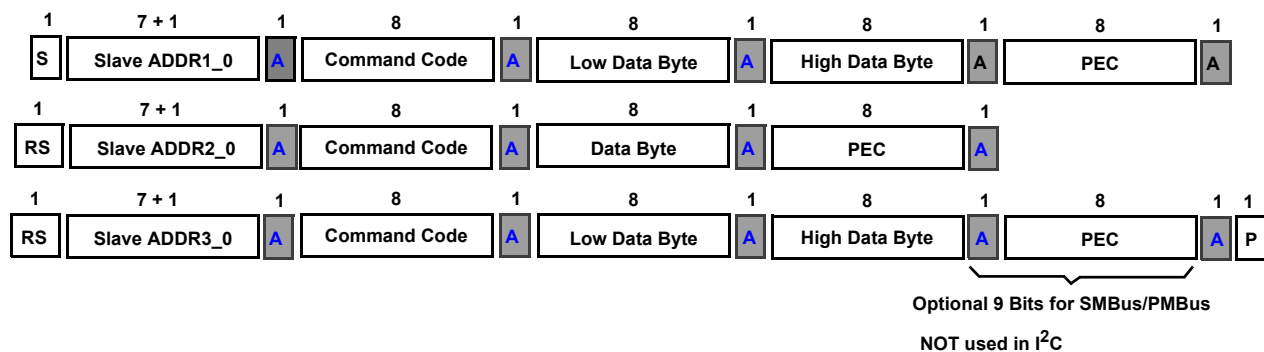 1 7 + 1 1 8 1 8 1 8 1 8 1
S Slave ADDR1_0 A Command Code A Low Data Byte A High Data Byte A PEC A
1 7 + 1 1 8 1 8 1 8 1
RS Slave ADDR2_0 A Command Code A Data Byte A PEC A
1 7 + 1 1 8 1 8 1 8 1 8 1 1
RS Slave ADDR3_0 A Command Code A Low Data Byte A High Data Byte A PEC A P
Optional 9 Bits for SMBus/PMBus
NOT used in I²C